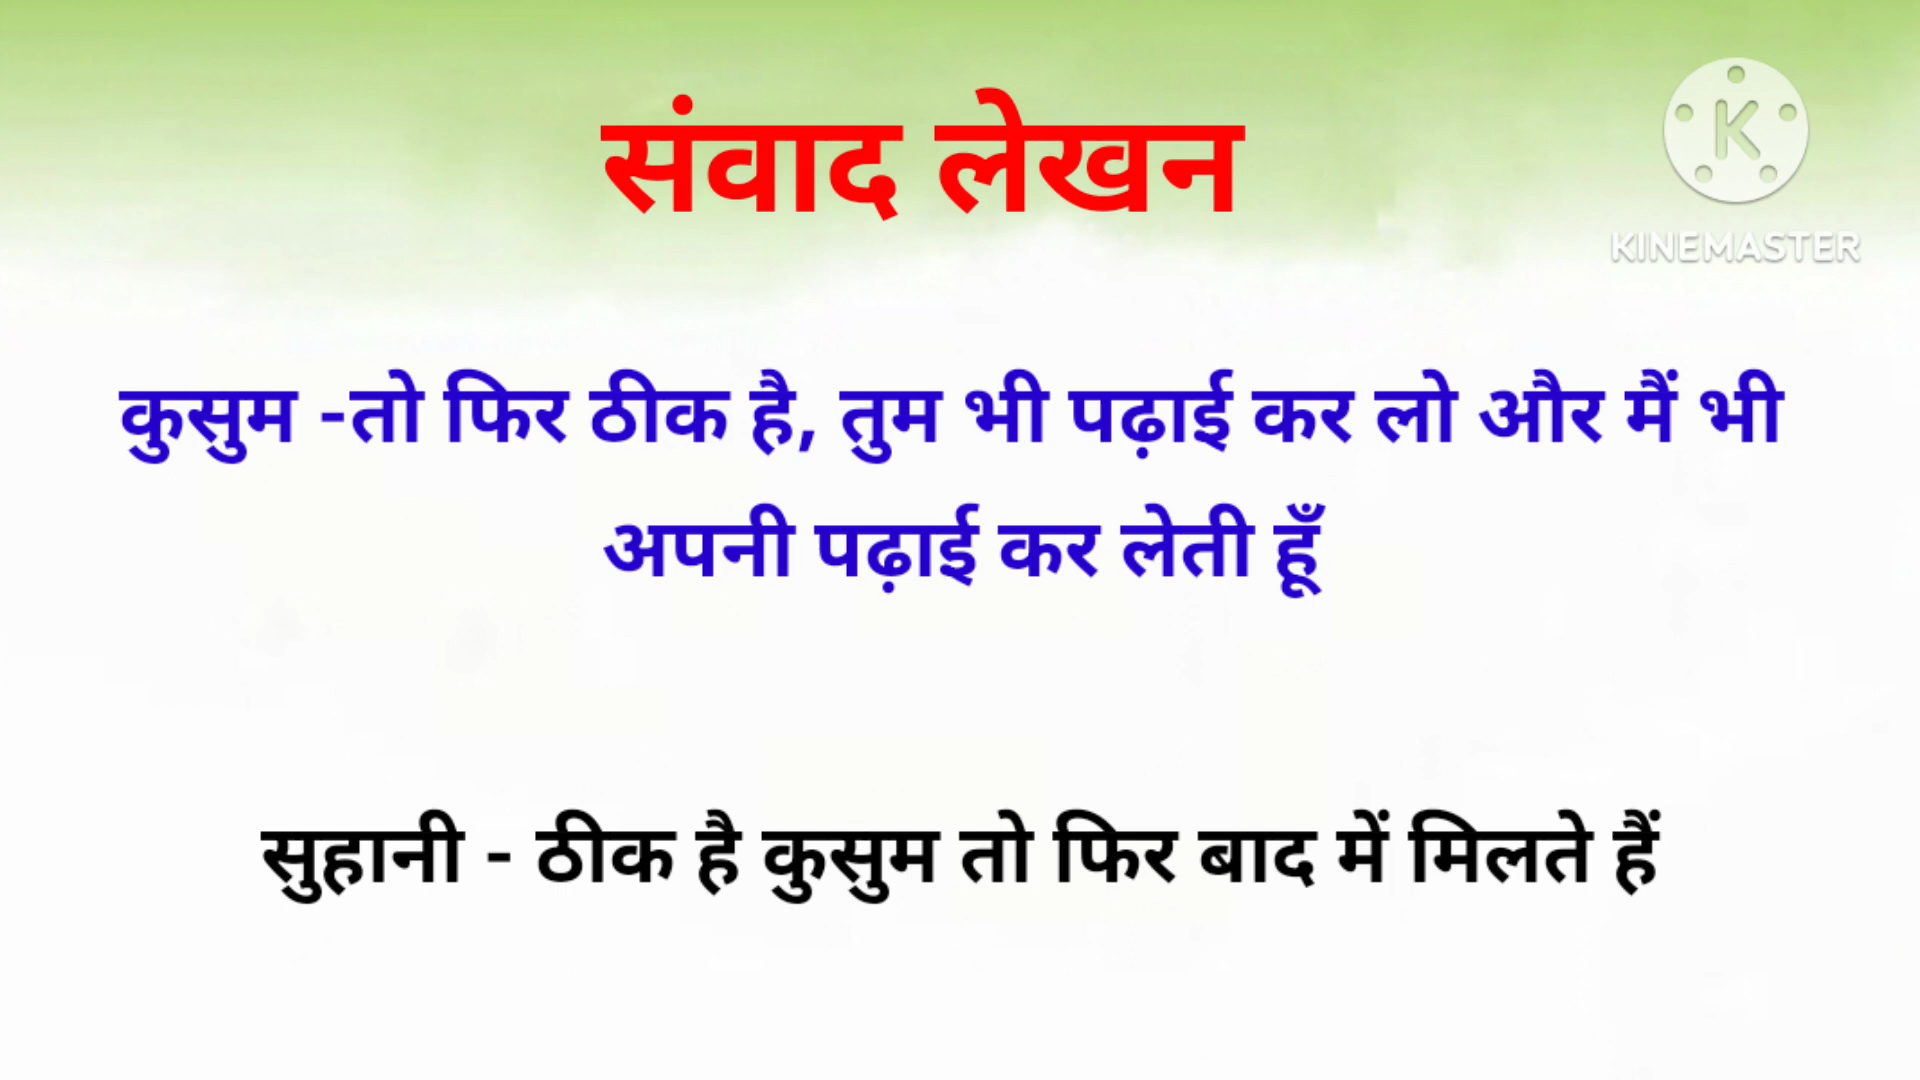 संवाद लेखन
KINEMASTER
कुसुम -तो फिर ठीक है, तुम भी पढ़ाई कर लो और मैं भी
अपनी पढ़ाई कर लेती हूँ
सुहानी - ठीक है कुसुम तो फिर बाद में मिलते हैं